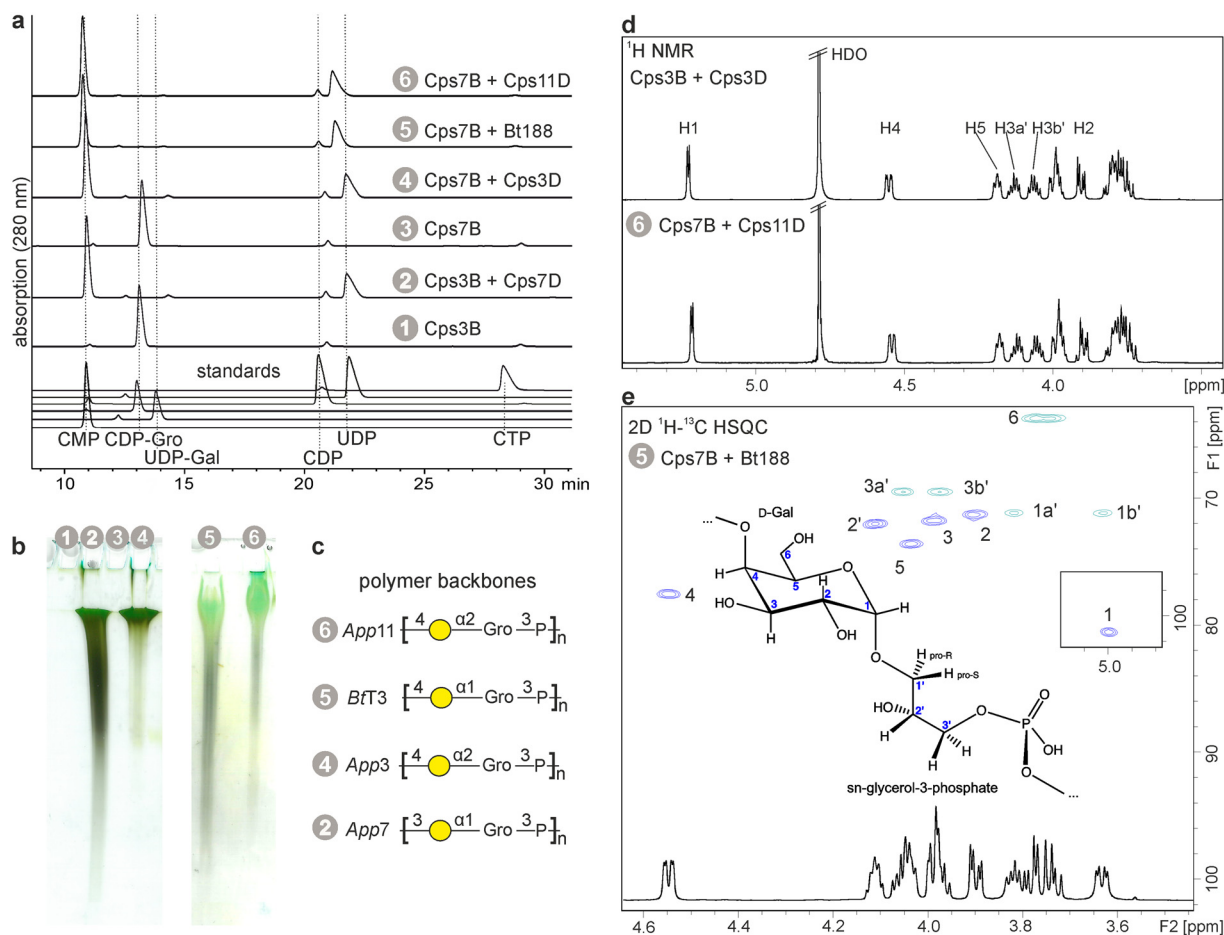 a
absorption (280 nm)
6 Cps7B + Cps11D
5 Cps7B + Bt188
4 Cps7B + Cps3D
3 Cps7B
2 Cps3B + Cps7D
1 Cps3B
standards
CMP CDP-Gro UDP CTP
UDP-Gal CDP
10 15 20 25 30 min
b
1 2 3 4 5 6
c
polymer backbones
6 App11 [ 4 α2 Gro 3 P ]n
5 BtT3 [ 4 α1 Gro 3 P ]n
4 App3 [ 4 α2 Gro 3 P ]n
2 App7 [ 3 α1 Gro 3 P ]n
d
1H NMR
Cps3B + Cps3D
HDO
H1 H4 H5 H3a' H3b' H2
6 Cps7B + Cps11D
5.0 4.5 4.0 [ppm]
e
2D 1H-13C HSQC
5 Cps7B + Bt188
6
3a' 3b'
2' 3 2 1a' 1b'
5
4
1
5.0
100
D-Gal
...
O
OH
6
H 4 5 H O
HO 3 2 1 H
H OH
O
H pro-R
H pro-S
1'
HO 2' O O
H 3' P
H H OH
O
...
sn-glycerol-3-phosphate
F1 [ppm]
70
80
90
100
4.6 4.4 4.2 4.0 3.8 3.6 F2 [ppm]